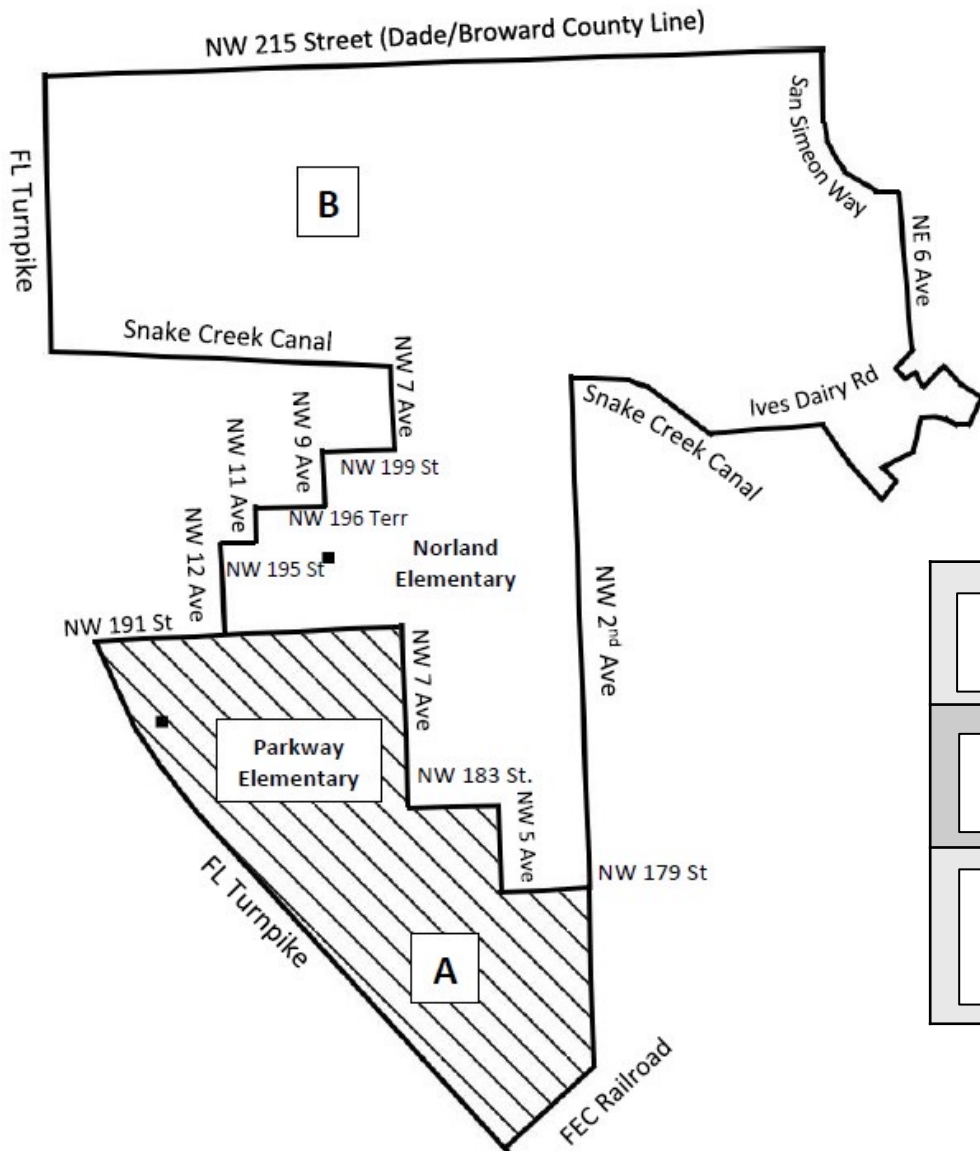 NW 215 Street (Dade/Broward County Line)
San Simeon Way
FL Turnpike
B
NE 6 Ave
Snake Creek Canal
NW 7 Ave
Ives Dairy Rd
Snake Creek Canal
NW 9 Ave
NW 199 St
NW 11 Ave
NW 196 Terr
NW 12 Ave
Norland
Elementary
NW 195 St
NW 2nd Ave
NW 191 St
NW 7 Ave
Parkway
Elementary
NW 183 St.
NW 5 Ave
NW 179 St
FL Turnpike
A
FEC Railroad